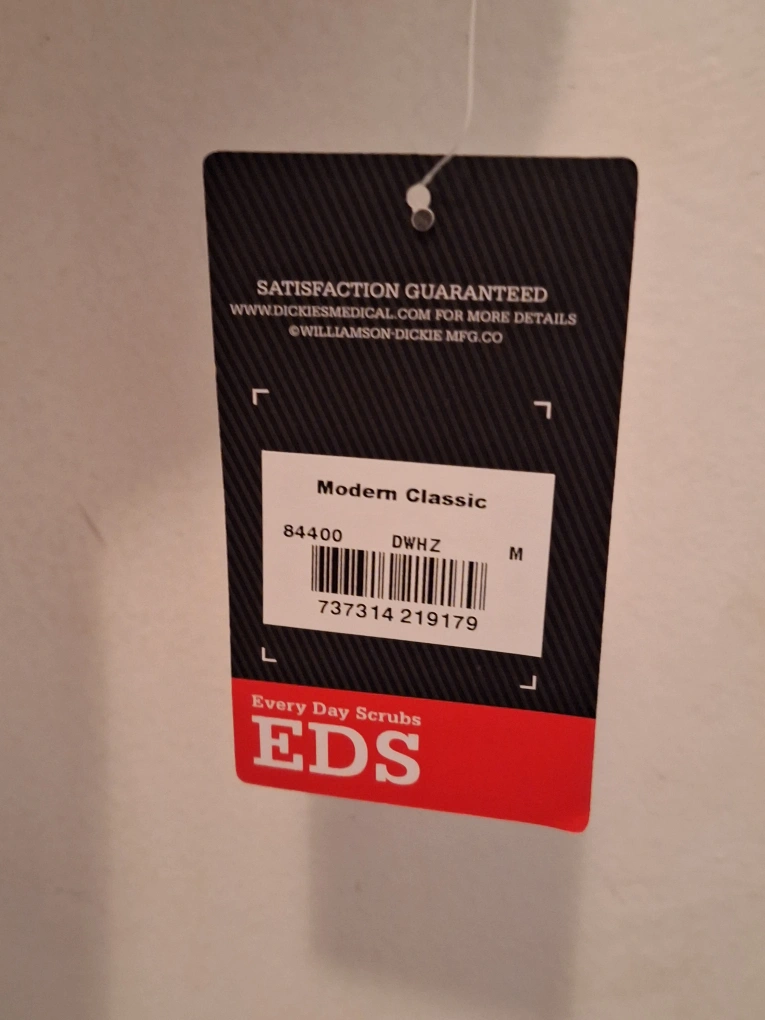 SATISFACTION GUARANTEED
WWW.DICKIESMEDICAL.COM FOR MORE DETAILS
©WILLIAMSON-DICKIE MFG.CO
Modern Classic
84400 DWHZ M
737314 219179
Every Day Scrubs
EDS